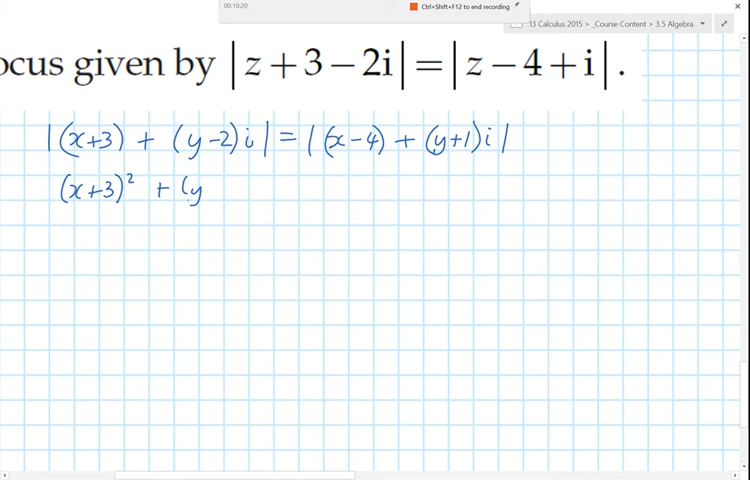 00:10.20
Ctrl+Shift+F12 to end recording
13 Calculus 2015 › _Course Content › 3.5 Algebra
ocus given by |z+3−2i|=|z−4+i|.
|(x+3) + (y−2)i| = |(x−4) + (y+1)i|
(x+3)² + (y